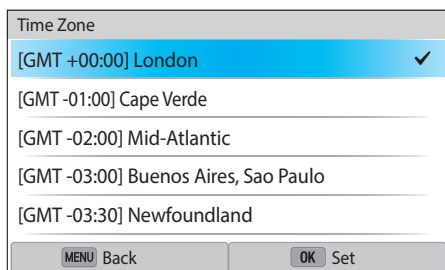 Time Zone
[GMT +00:00] London
[GMT -01:00] Cape Verde
[GMT -02:00] Mid-Atlantic
[GMT -03:00] Buenos Aires, Sao Paulo
[GMT -03:30] Newfoundland
MENU Back OK Set